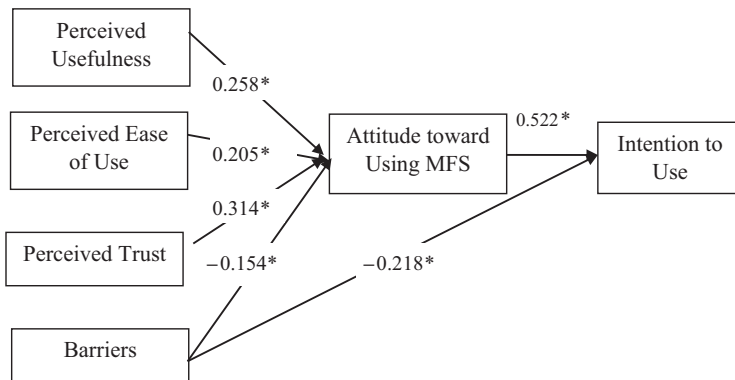 Perceived
Usefulness
0.258*
Perceived Ease
of Use
0.205*
Attitude toward
Using MFS
0.522*
Intention to
Use
0.314*
Perceived Trust
−0.154*
−0.218*
Barriers